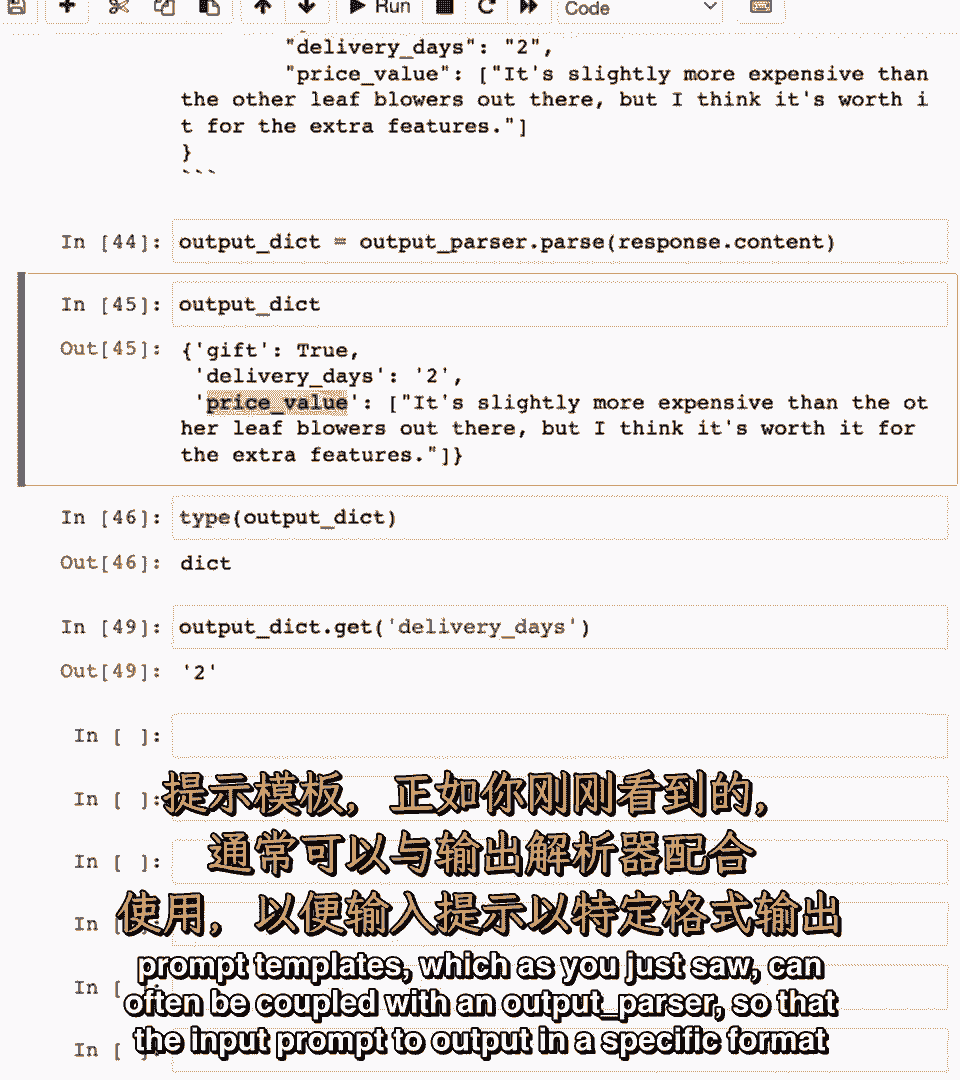 Run
Code
"delivery_days": "2",
"price_value": ["It's slightly more expensive than
the other leaf blowers out there, but I think it's worth i
t for the extra features."]
}
```
In [44]: output_dict = output_parser.parse(response.content)
In [45]: output_dict
Out[45]: {'gift': True,
'delivery_days': '2',
'price_value': ["It's slightly more expensive than the ot
her leaf blowers out there, but I think it's worth it for
the extra features."]}
In [46]: type(output_dict)
Out[46]: dict
In [49]: output_dict.get('delivery_days')
Out[49]: '2'
In [ ]:
In [ ]:
提示模板，正如你刚刚看到的，
In [ ]:
通常可以与输出解析器配合
In [
使用，以便输入提示以特定格式输出
In [
prompt templates, which as you just saw, can
often be coupled with an output_parser, so that
In [
the input prompt to output in a specific format